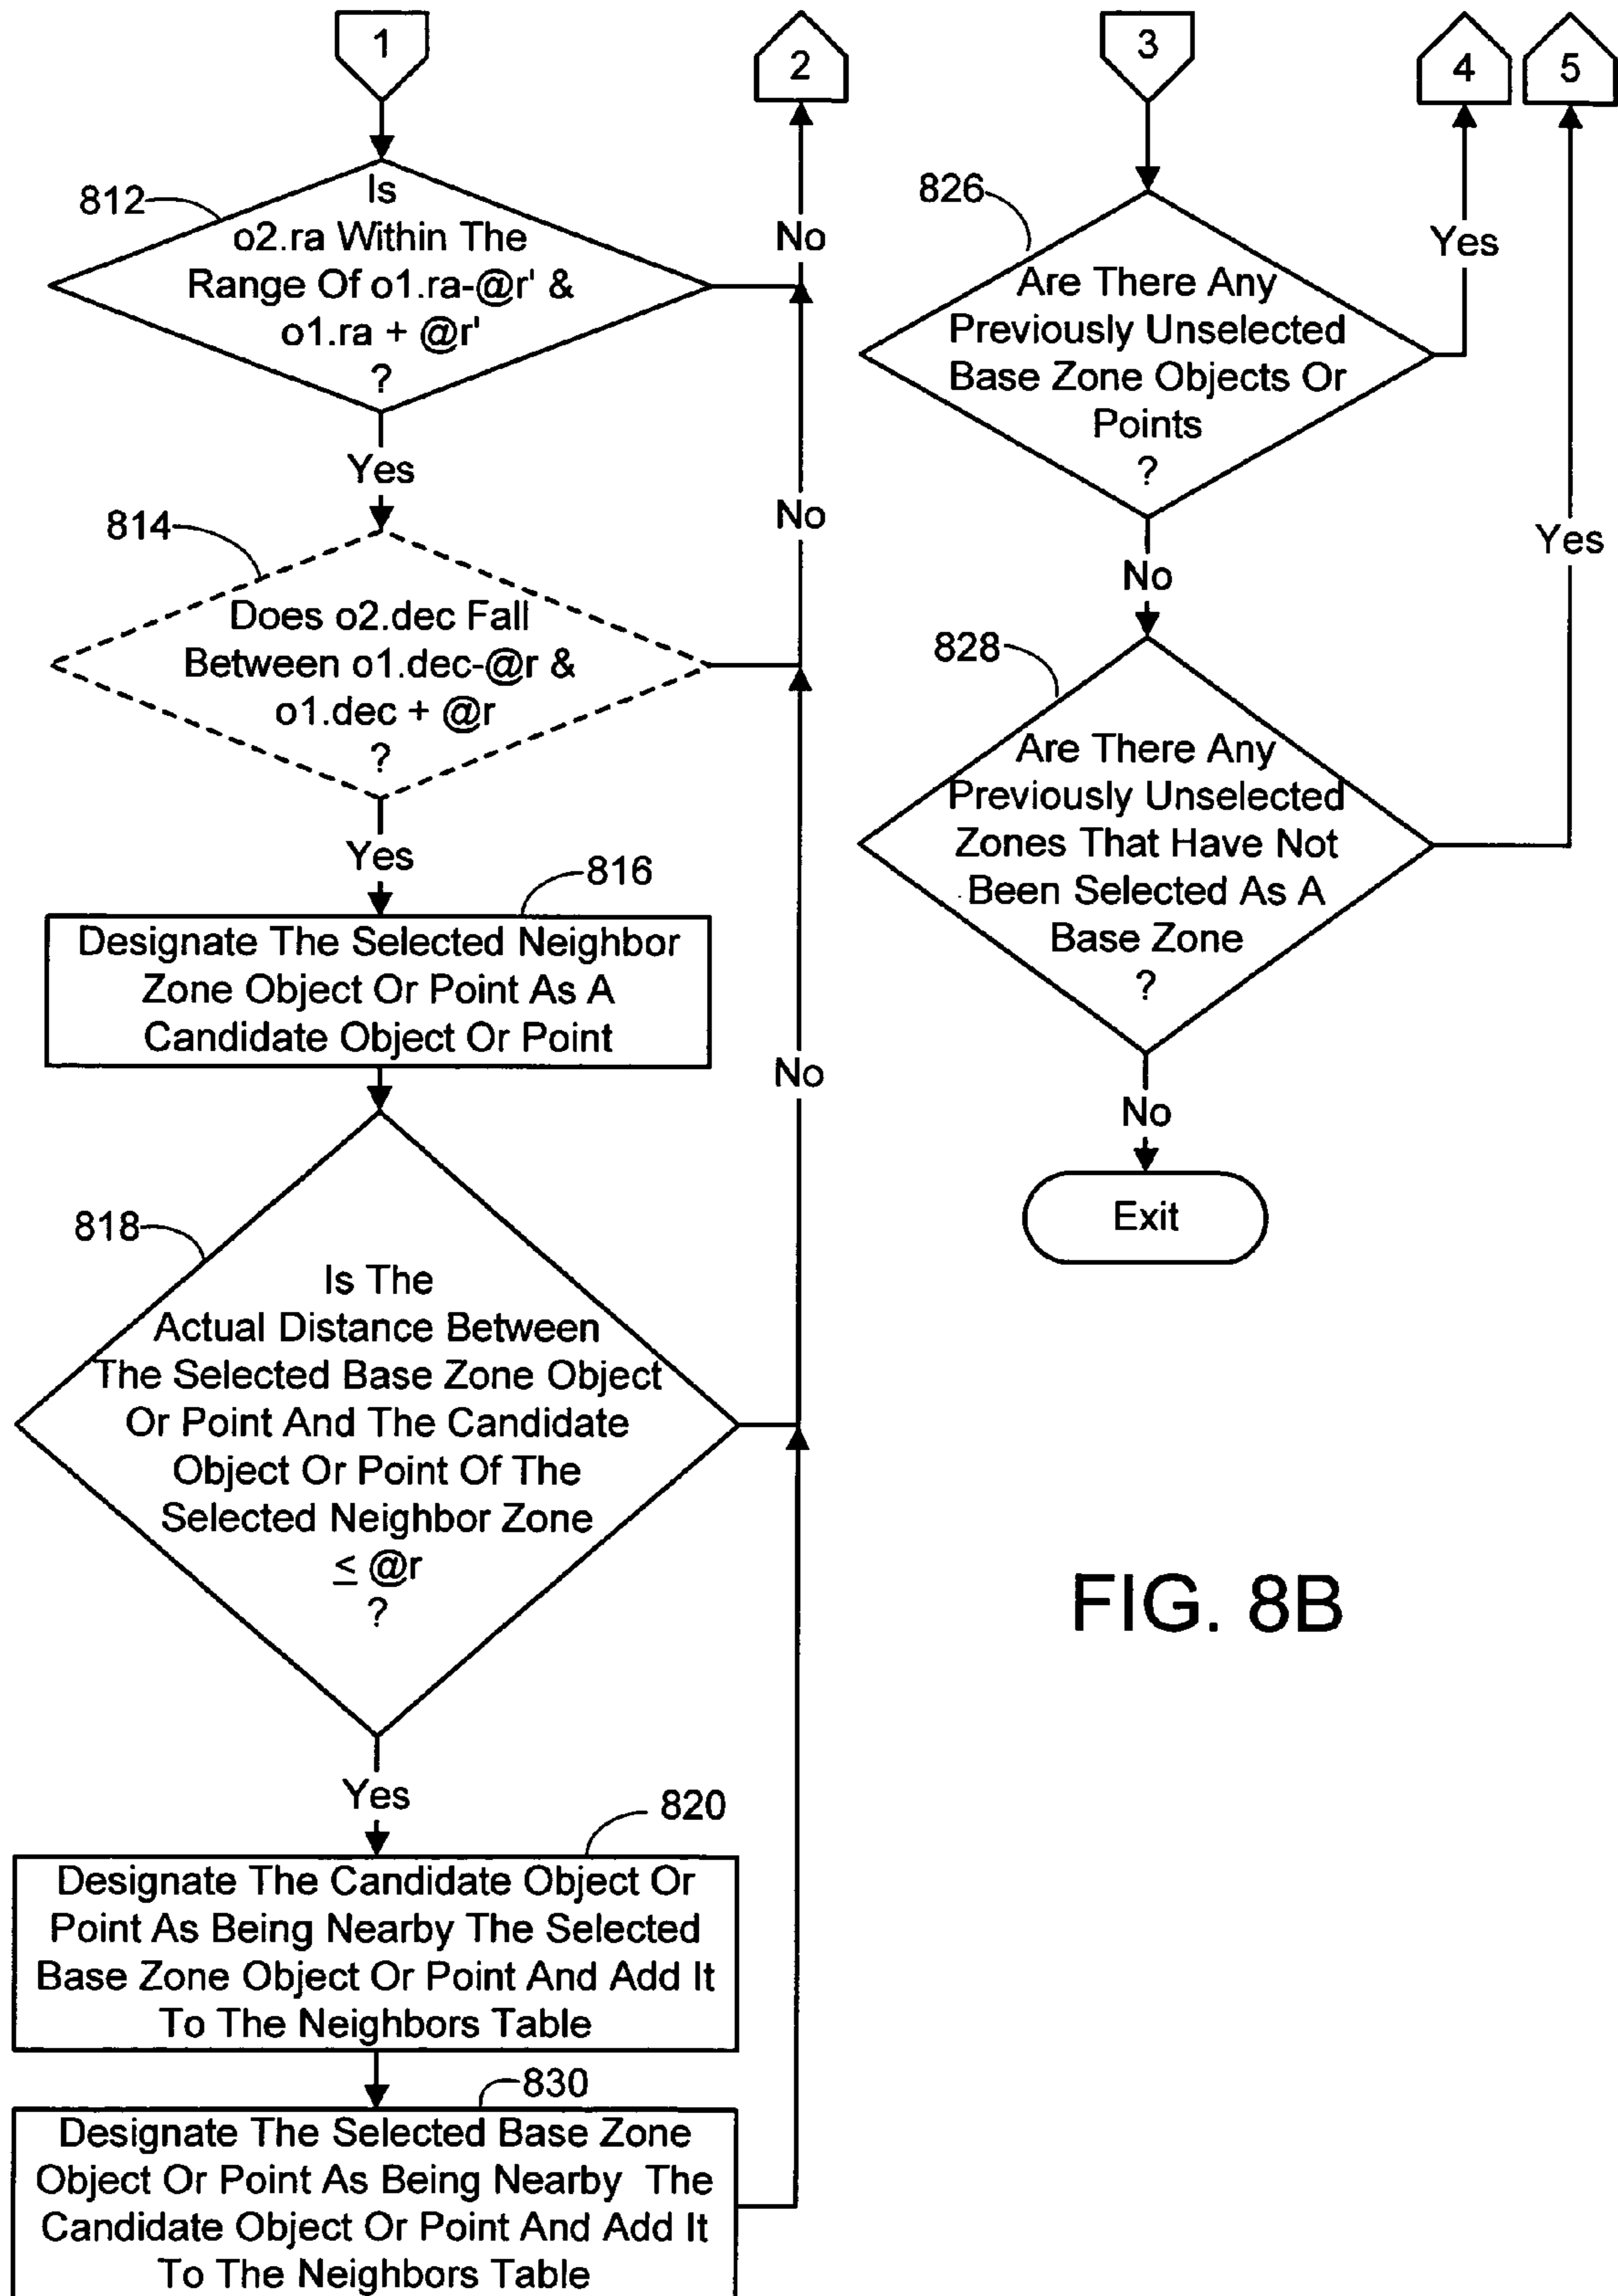 1
812
Is
o2.ra Within The
Range Of o1.ra-@r' &
o1.ra + @r'
?
Yes
814
Does o2.dec Fall
Between o1.dec-@r &
o1.dec + @r
?
Yes
816
Designate The Selected Neighbor
Zone Object Or Point As A
Candidate Object Or Point
818
Is The
Actual Distance Between
The Selected Base Zone Object
Or Point And The Candidate
Object Or Point Of The
Selected Neighbor Zone
≤ @r
?
Yes
820
Designate The Candidate Object Or
Point As Being Nearby The Selected
Base Zone Object Or Point And Add It
To The Neighbors Table
830
Designate The Selected Base Zone
Object Or Point As Being Nearby The
Candidate Object Or Point And Add It
To The Neighbors Table
2
No
No
No
3
826
Are There Any
Previously Unselected
Base Zone Objects Or
Points
?
No
828
Are There Any
Previously Unselected
Zones That Have Not
Been Selected As A
Base Zone
?
No
Exit
4
Yes
5
Yes
FIG. 8B